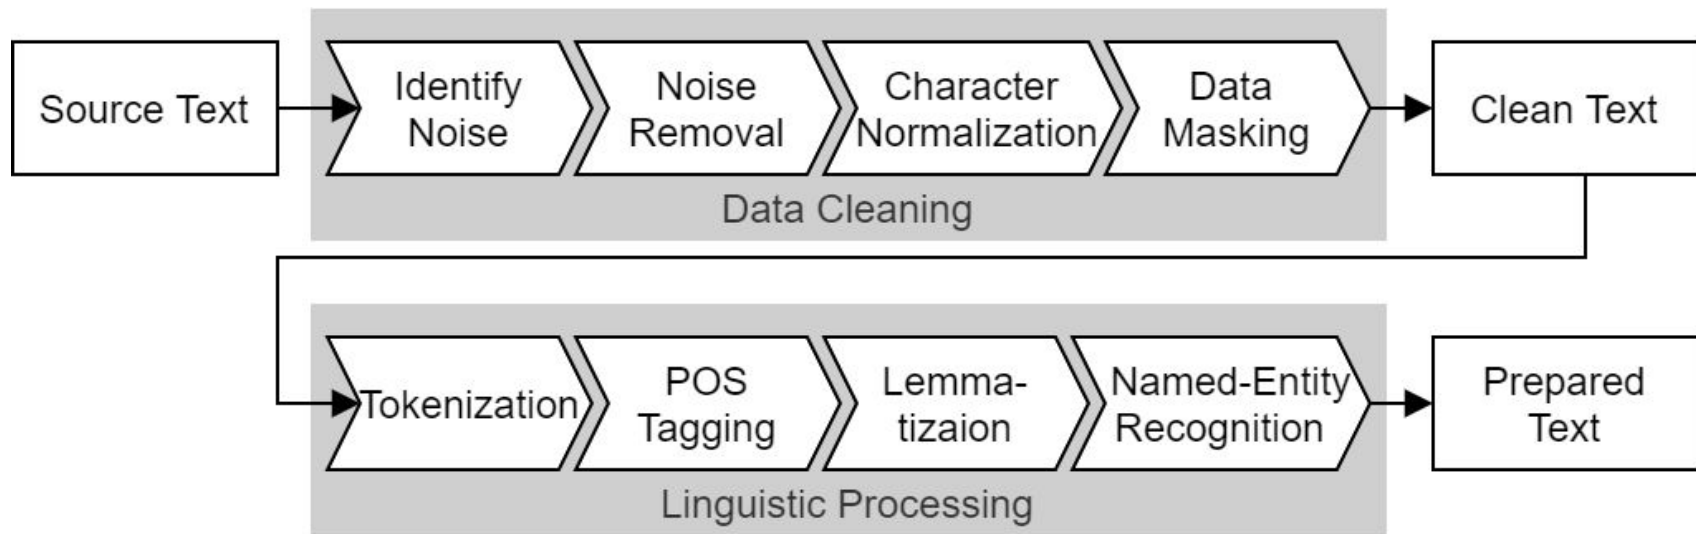 Source Text
Identify
Noise
Noise
Removal
Character
Normalization
Data
Masking
Clean Text
Data Cleaning
Tokenization
POS
Tagging
Lemma-
tizaion
Named-Entity
Recognition
Prepared
Text
Linguistic Processing